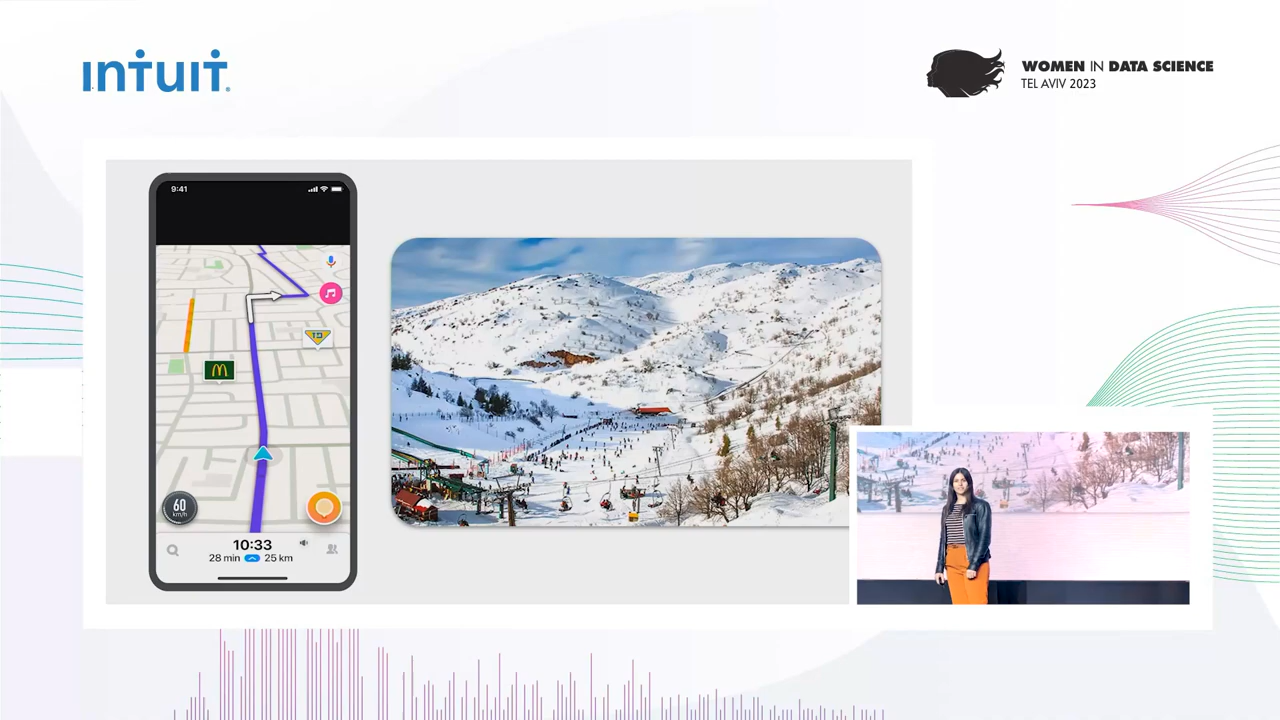 INTUIT.
WOMEN IN DATA SCIENCE
TEL AVIV 2023
9:41
60
km/h
10:33
28 min 25 km